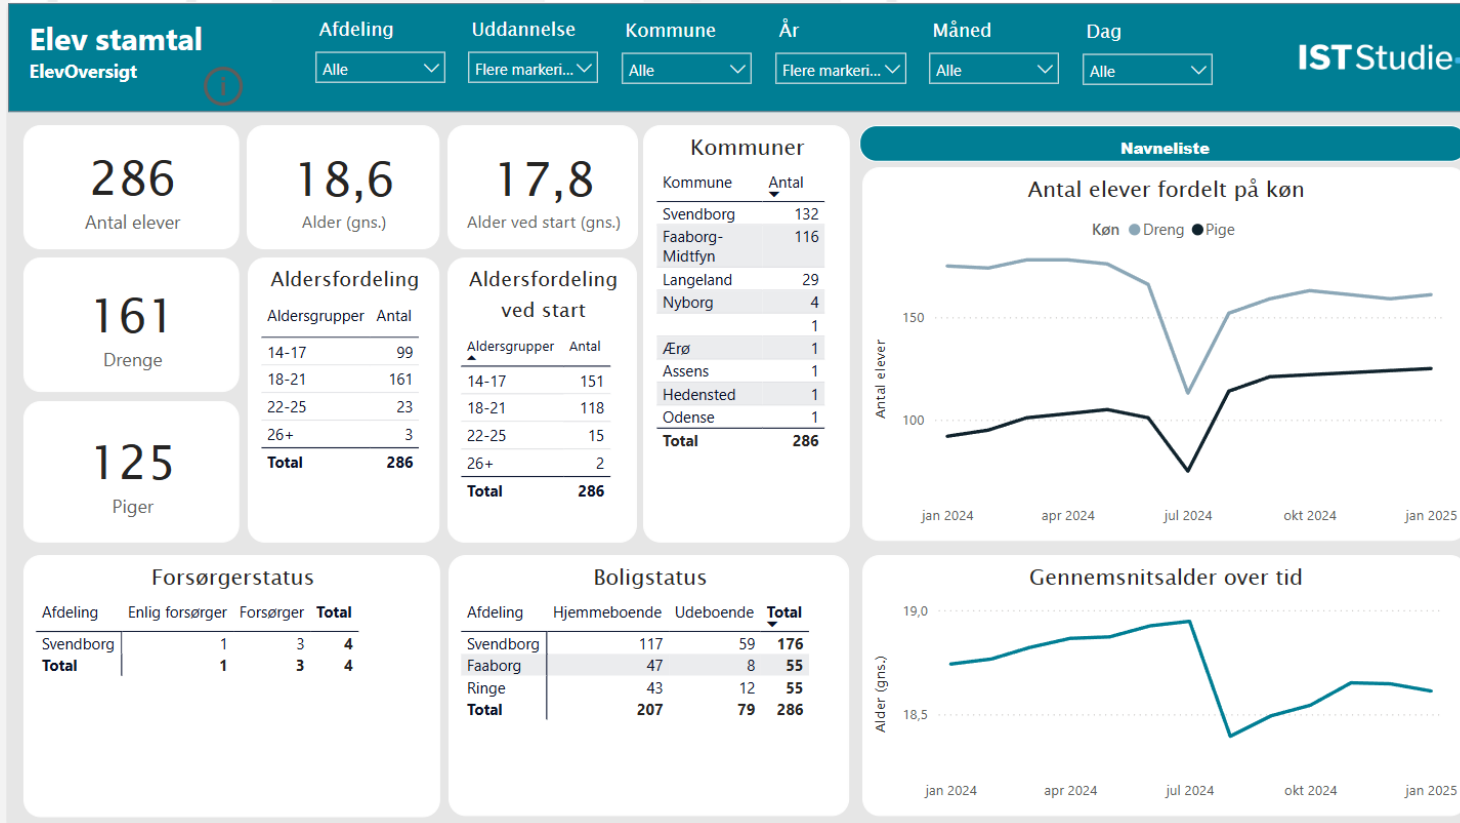 Elev stamtal
ElevOversigt
i
Afdeling
Alle
Uddannelse
Flere markeri...
Kommune
Alle
År
Flere markeri...
Måned
Alle
Dag
Alle
IST Studie
286
Antal elever
18,6
Alder (gns.)
17,8
Alder ved start (gns.)
161
Drenge
125
Piger
Aldersfordeling
Aldersgrupper Antal
14-17 99
18-21 161
22-25 23
26+ 3
Total 286
Aldersfordeling
ved start
Aldersgrupper Antal
14-17 151
18-21 118
22-25 15
26+ 2
Total 286
Kommuner
Kommune Antal
Svendborg 132
Faaborg- 116
Midtfyn
Langeland 29
Nyborg 4
1
Ærø 1
Assens 1
Hedensted 1
Odense 1
Total 286
Navneliste
Antal elever fordelt på køn
Køn Dreng Pige
150
100
Antal elever
jan 2024 apr 2024 jul 2024 okt 2024 jan 2025
Forsørgerstatus
Afdeling Enlig forsørger Forsørger Total
Svendborg 1 3 4
Total 1 3 4
Boligstatus
Afdeling Hjemmeboende Udeboende Total
Svendborg 117 59 176
Faaborg 47 8 55
Ringe 43 12 55
Total 207 79 286
Gennemsnitsalder over tid
19,0
18,5
Alder (gns.)
jan 2024 apr 2024 jul 2024 okt 2024 jan 2025